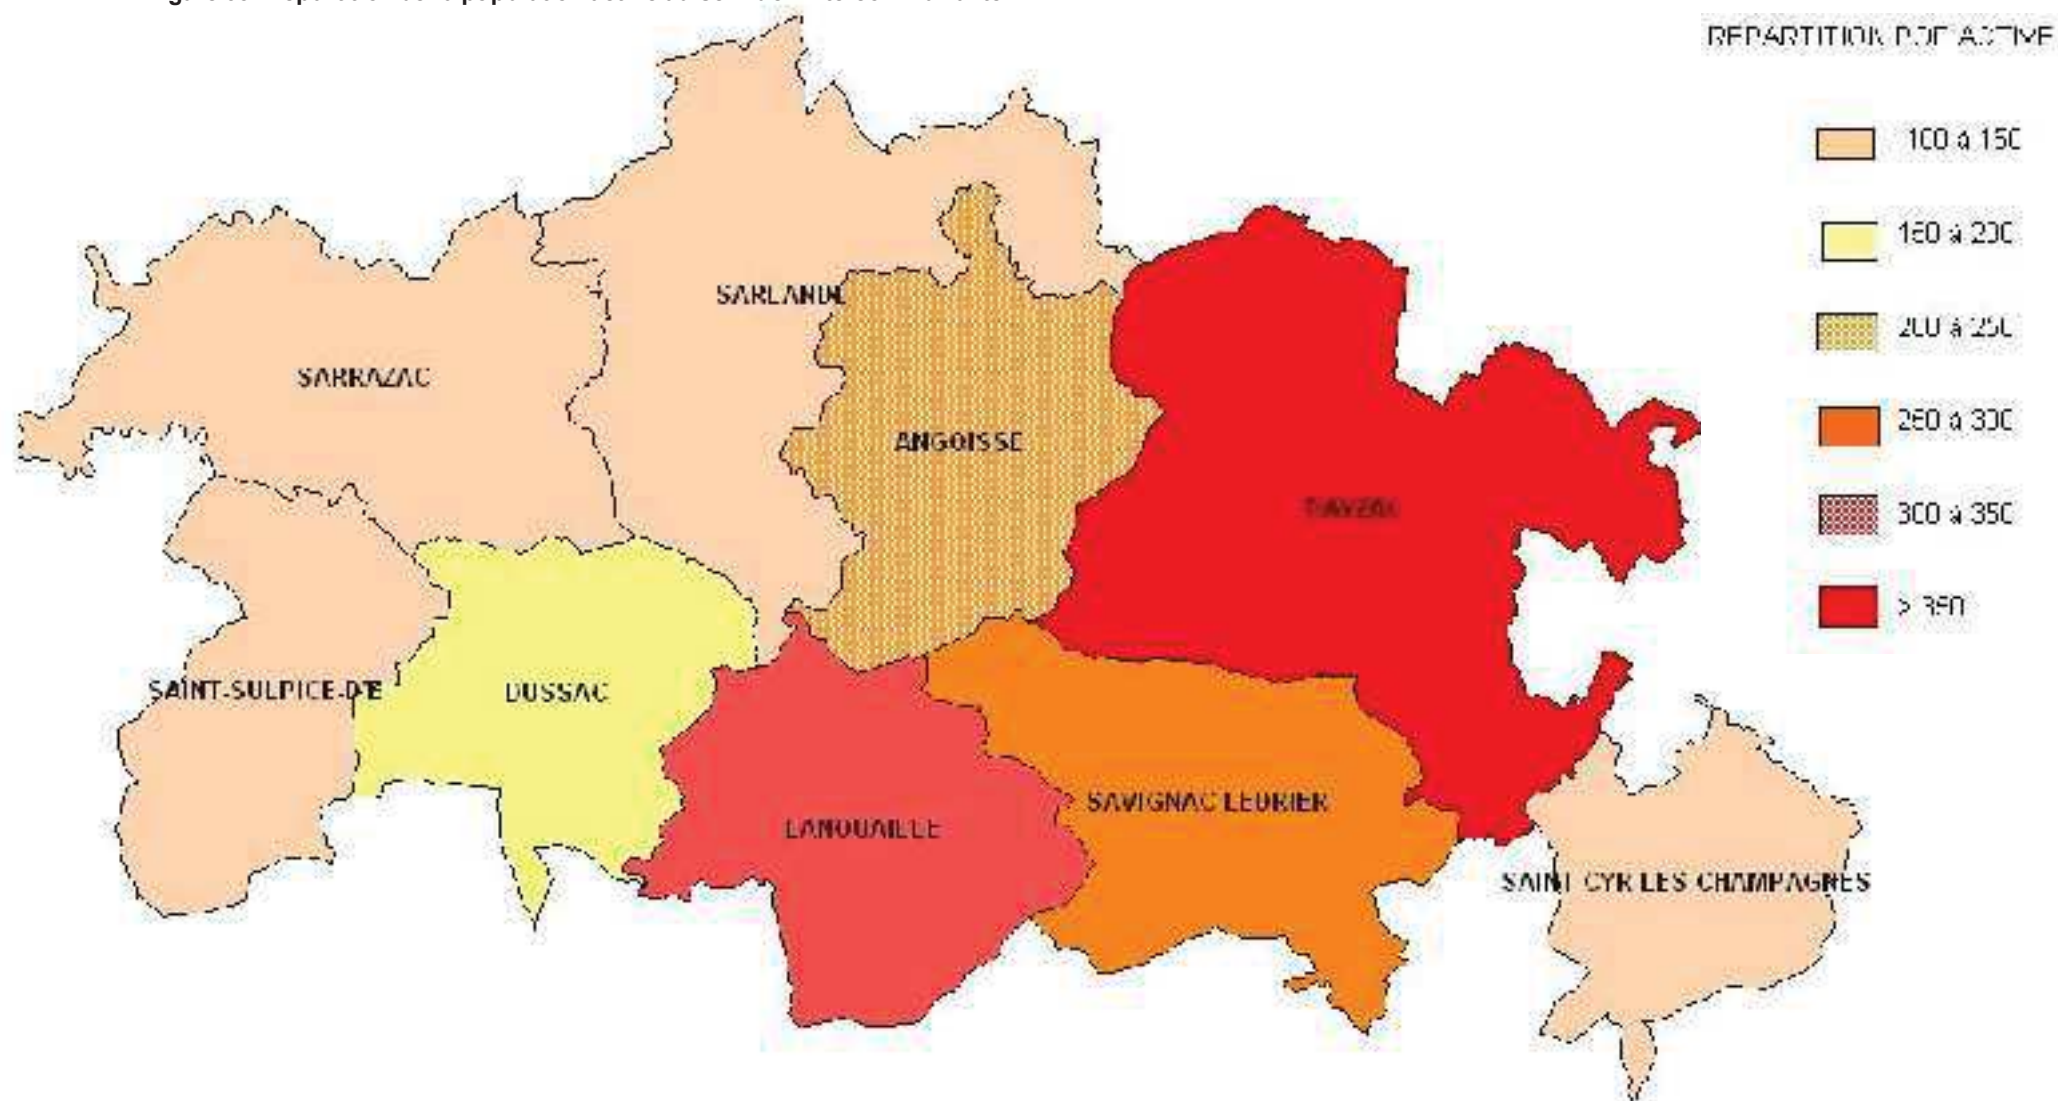 REPARTITION POP ACTIVE
100 à 150
150 à 200
200 à 250
250 à 300
300 à 350
> 350
SARLANDE
SARRAZAC
ANGOISSE
PAYZAC
SAINT-SULPICE-D'E
DUSSAC
SAVIGNAC LEDRIER
LANOUAILLE
SAINT CYR LES CHAMPAGNES